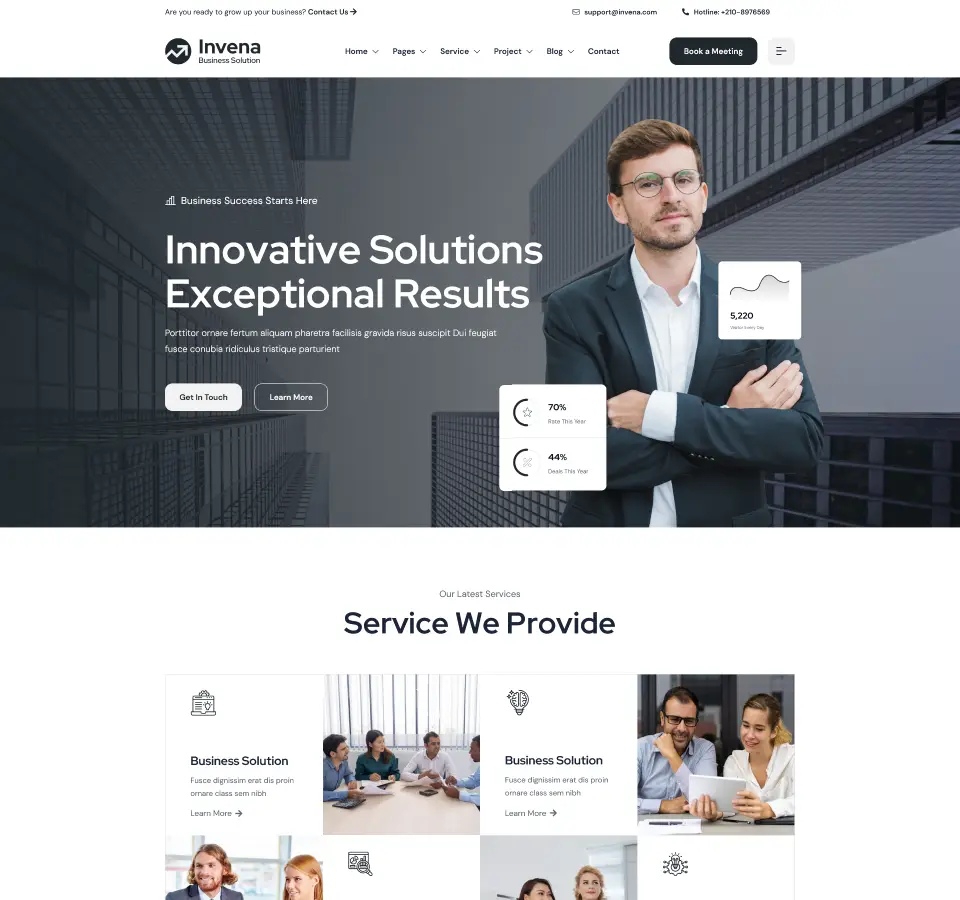 Are you ready to grow up your business? Contact Us
support@invena.com
Hotline: +210-8976569
Invena
Business Solution
Home
Pages
Service
Project
Blog
Contact
Book a Meeting
Business Success Starts Here
Innovative Solutions
Exceptional Results
Porttitor ornare fertum aliquam pharetra facilisis gravida risus suscipit Dui feugiat
fusce conubia ridiculus tristique parturient
Get In Touch
Learn More
5,220
Visitor Every Day
70%
Rate This Year
44%
Deals This Year
Our Latest Services
Service We Provide
Business Solution
Fusce dignissim erat dis proin
ornare class sem nibh
Learn More
Business Solution
Fusce dignissim erat dis proin
ornare class sem nibh
Learn More